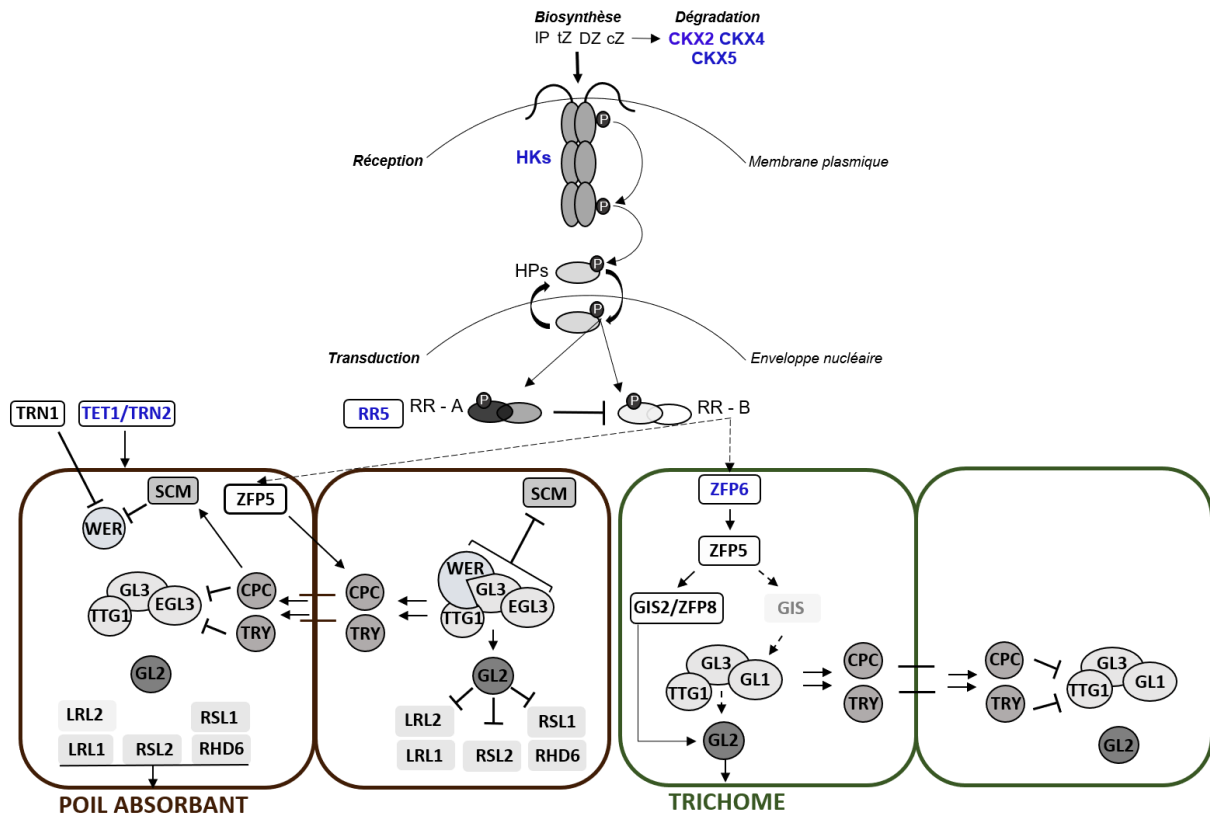 Biosynthèse Dégradation
IP tZ DZ cZ CKX2 CKX4
CKX5
P
HKs
Réception Membrane plasmique
P
HPs P
P
Transduction Enveloppe nucléaire
TRN1 TET1/TRN2 RR5 RR - A P P RR - B
SCM ZFP5 SCM ZFP6
WER
ZFP5
WER
GL3 CPC CPC GL3 GIS2/ZFP8 GIS
TTG1 EGL3 TTG1 EGL3
TRY TRY
GL3 GL1 CPC CPC GL3 GL1
TTG1 TRY TRY TTG1
GL2 GL2 GL2 GL2
LRL2 RSL1 LRL2 RSL1
LRL1 RSL2 RHD6 LRL1 RSL2 RHD6
POIL ABSORBANT TRICHOME